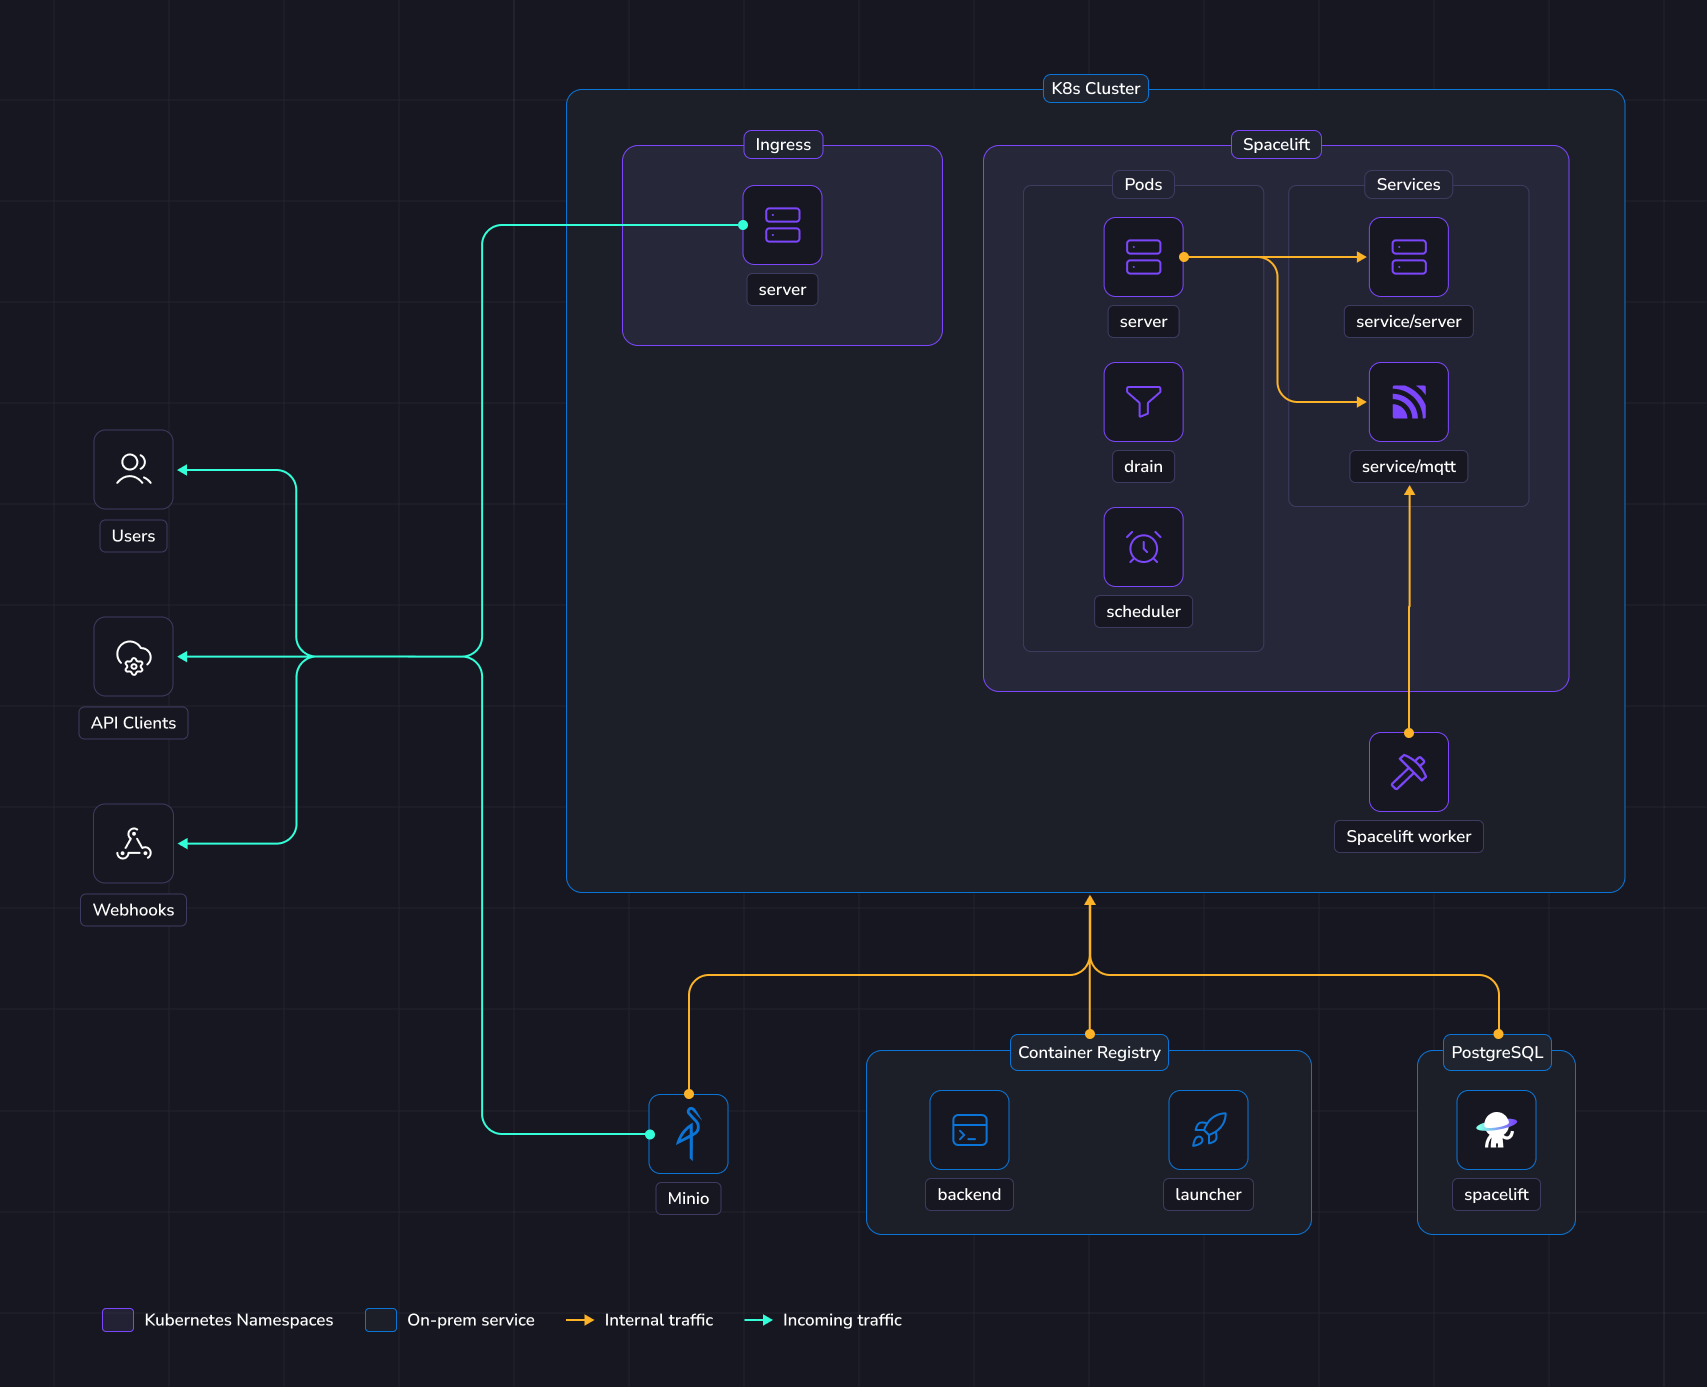 K8s Cluster
Ingress
server
Spacelift
Pods
server
drain
scheduler
Services
service/server
service/mqtt
Spacelift worker
Users
API Clients
Webhooks
Minio
Container Registry
backend
launcher
PostgreSQL
spacelift
Kubernetes Namespaces
On-prem service
Internal traffic
Incoming traffic